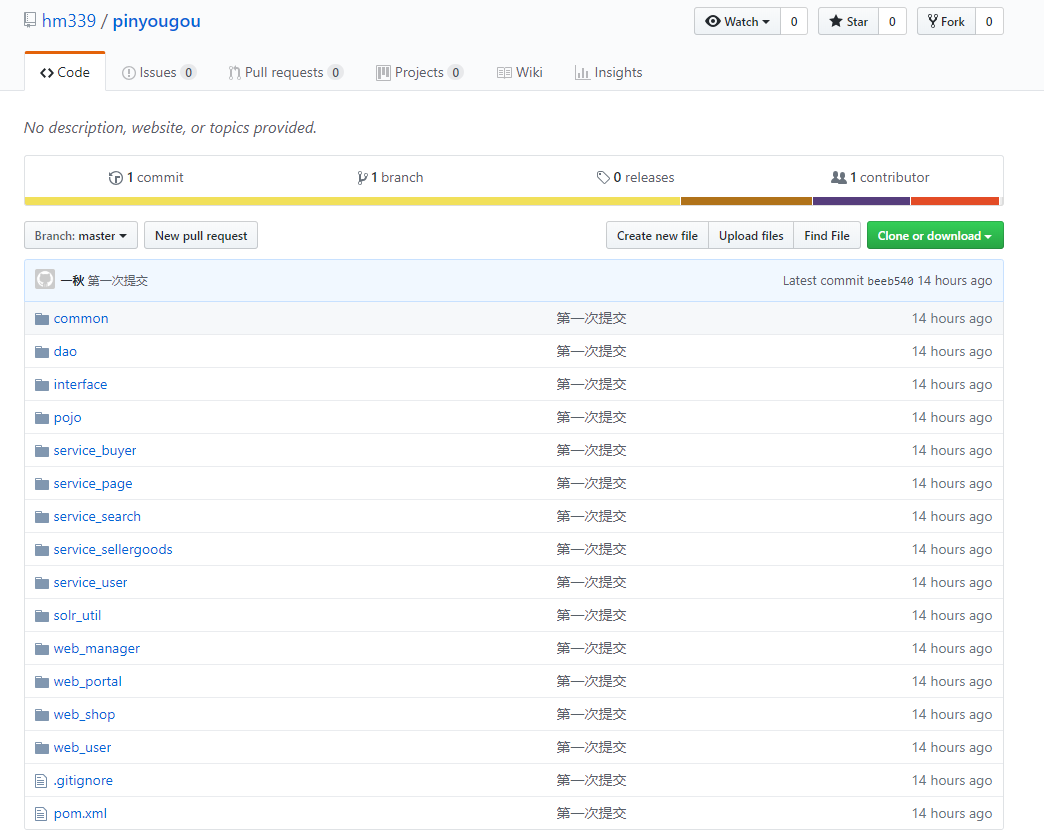 hm339 / pinyougou Watch 0 Star 0 Fork 0
Code Issues 0 Pull requests 0 Projects 0 Wiki Insights
No description, website, or topics provided.
1 commit 1 branch 0 releases 1 contributor
Branch: master New pull request Create new file Upload files Find File Clone or download
一秋 第一次提交 Latest commit beeb540 14 hours ago
common 第一次提交 14 hours ago
dao 第一次提交 14 hours ago
interface 第一次提交 14 hours ago
pojo 第一次提交 14 hours ago
service_buyer 第一次提交 14 hours ago
service_page 第一次提交 14 hours ago
service_search 第一次提交 14 hours ago
service_sellergoods 第一次提交 14 hours ago
service_user 第一次提交 14 hours ago
solr_util 第一次提交 14 hours ago
web_manager 第一次提交 14 hours ago
web_portal 第一次提交 14 hours ago
web_shop 第一次提交 14 hours ago
web_user 第一次提交 14 hours ago
.gitignore 第一次提交 14 hours ago
pom.xml 第一次提交 14 hours ago